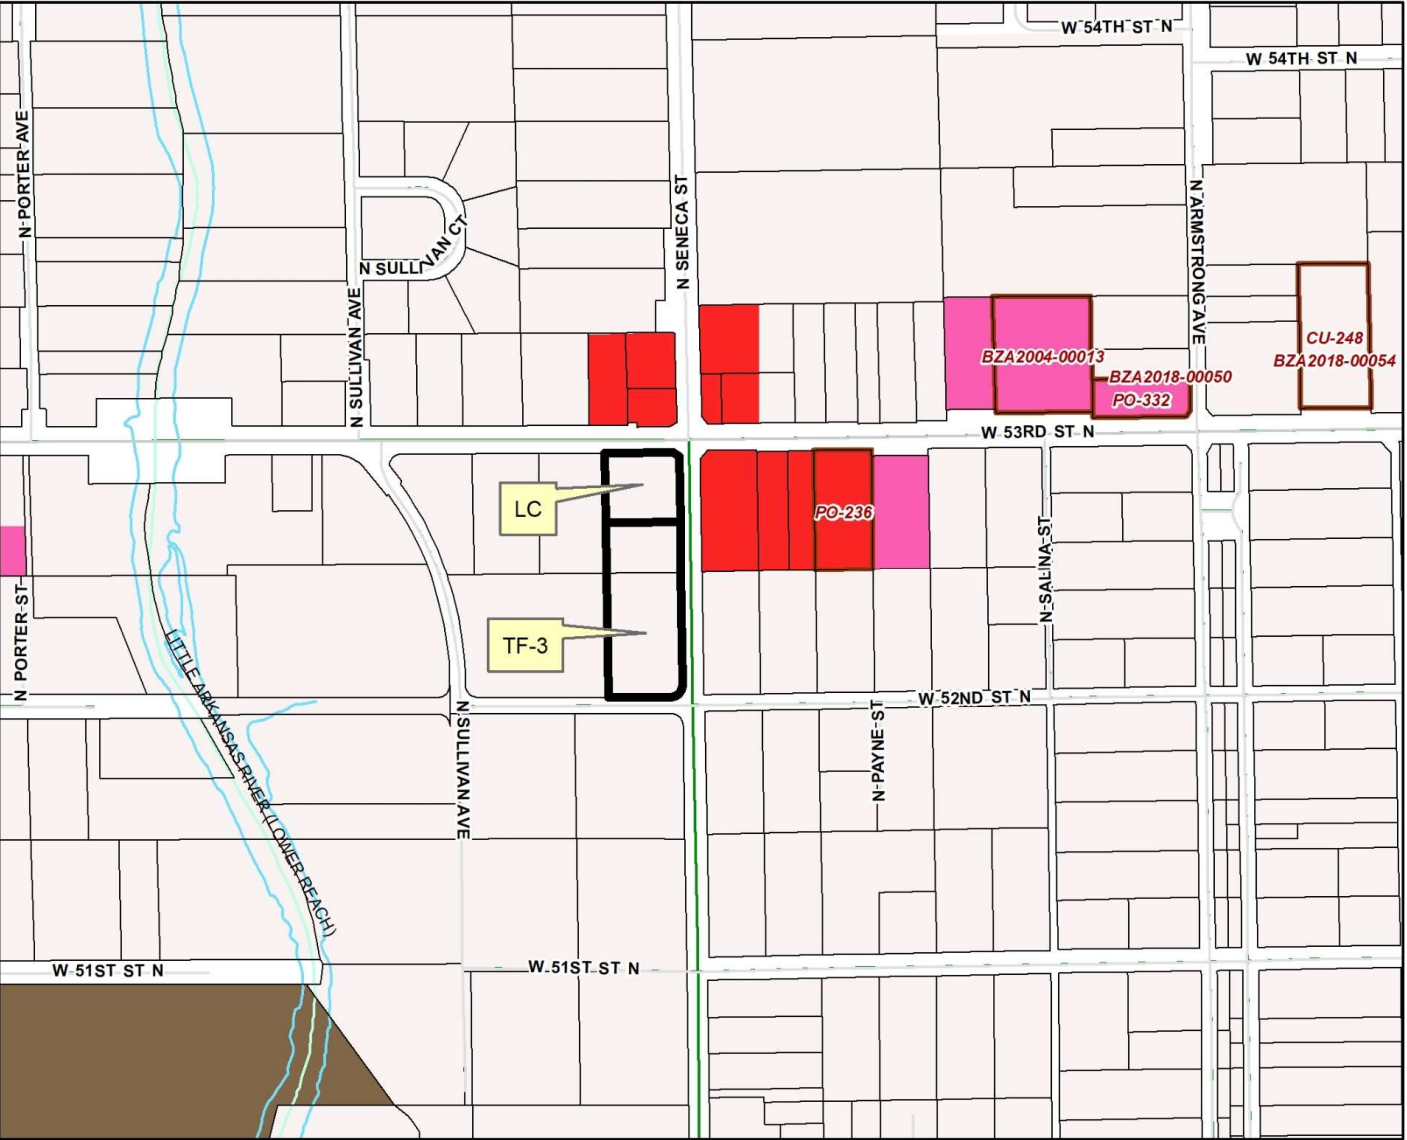 W 54TH ST N
W 54TH ST N
N PORTER AVE
N SENECA ST
N ARMSTRONG AVE
N SULLIVAN CT
N SULLIVAN AVE
CU-248
BZA2018-00054
BZA2004-00013
BZA2018-00050
PO-332
W 53RD ST N
LC
PO-236
N SALINA ST
N PORTER ST
TF-3
LITTLE ARKANSAS RIVER (LOWER REACH)
W 52ND ST N
N SULLIVAN AVE
N PAYNE ST
W 51ST ST N
W 51ST ST N